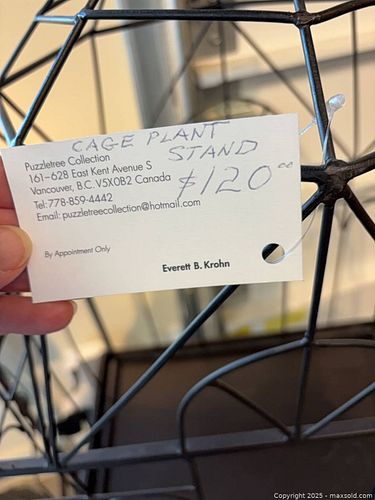 CAGE PLANT
STAND
$120.00
Puzzletree Collection
161-628 East Kent Avenue S
Vancouver, B.C. V5X0B2 Canada
Tel:778-859-4442
Email: puzzletreecollection@hotmail.com
By Appointment Only
Everett B. Krohn
Copyright 2025 - maxsold.com